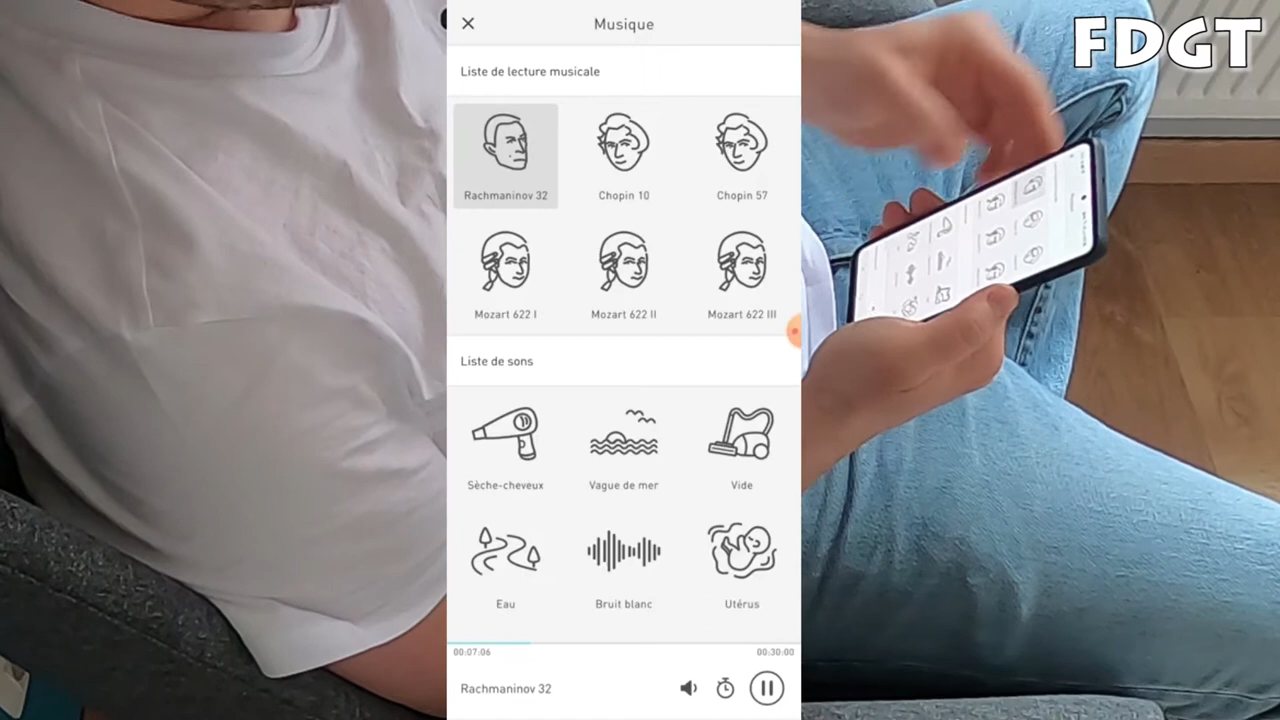 Musique
Liste de lecture musicale
Rachmaninov 32
Chopin 10
Chopin 57
Mozart 622 I
Mozart 622 II
Mozart 622 III
Liste de sons
Sèche-cheveux
Vague de mer
Vide
Eau
Bruit blanc
Utérus
00:07:06
00:30:00
Rachmaninov 32
FDGT